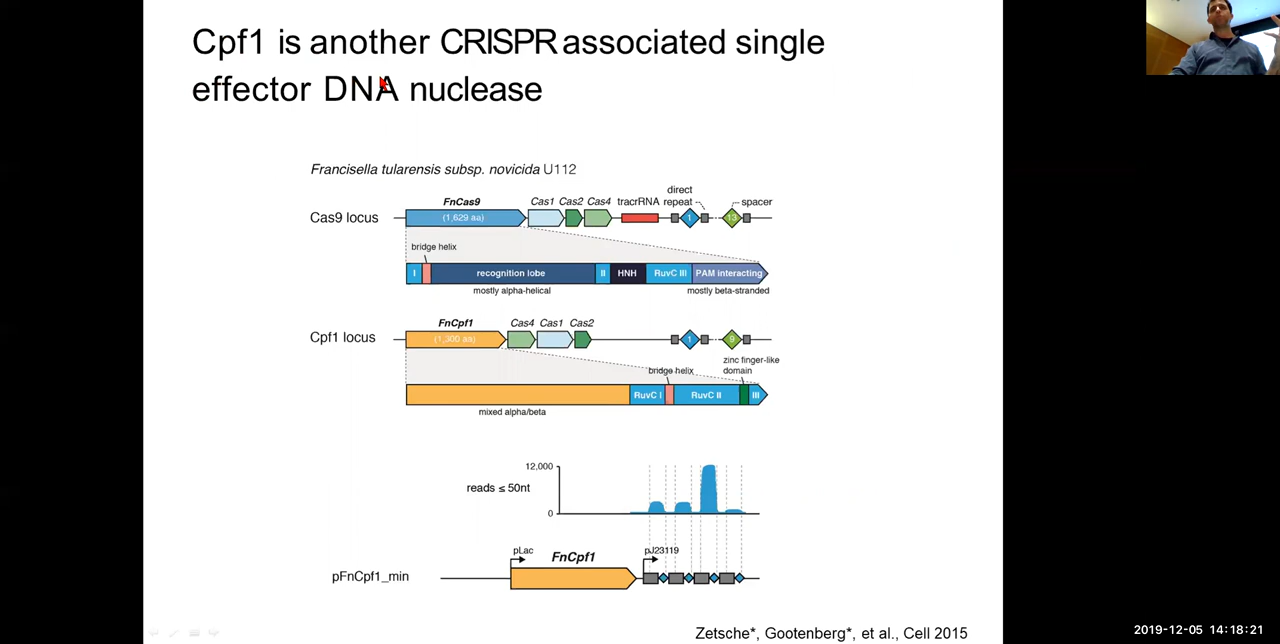 Cpf1 is another CRISPR associated single
effector DNA nuclease
Francisella tularensis subsp. novicida U112
direct
FnCas9 Cas1 Cas2 Cas4 tracrRNA repeat spacer
Cas9 locus (1,629 aa) 1 13
bridge helix
I recognition lobe II HNH RuvC III PAM interacting
mostly alpha-helical mostly beta-stranded
FnCpf1 Cas4 Cas1 Cas2
Cpf1 locus (1,300 aa) 1 9
zinc finger-like
bridge helix domain
RuvC I RuvC II III
mixed alpha/beta
12,000
reads ≤ 50nt
0
pLac FnCpf1 pJ23119
pFnCpf1_min
Zetsche*, Gootenberg*, et al., Cell 2015
2019-12-05 14:18:21